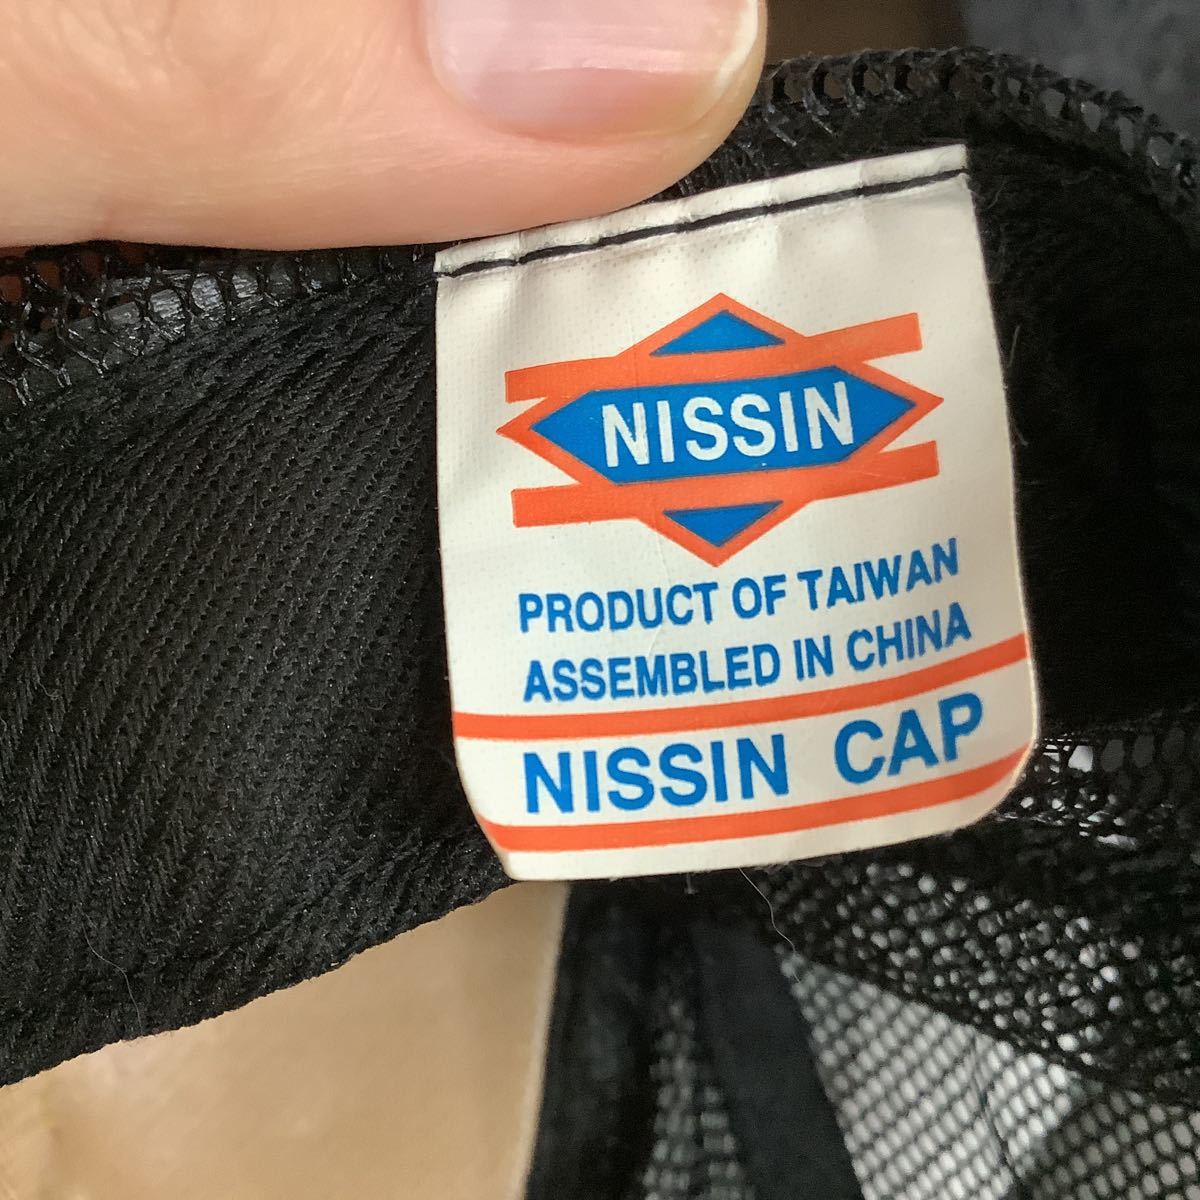 NISSIN
PRODUCT OF TAIWAN
ASSEMBLED IN CHINA
NISSIN CAP